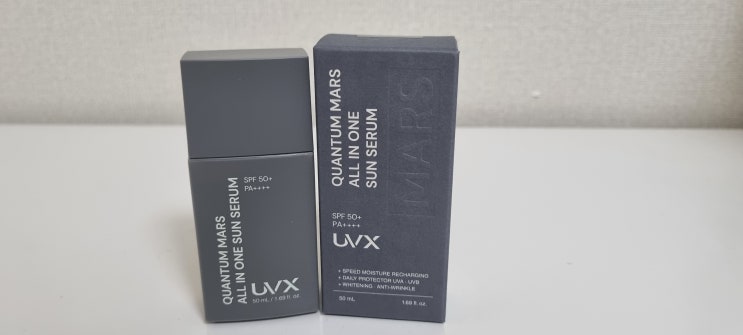 QUANTUM MARS
ALL IN ONE SUN SERUM
SPF 50+
PA++++
UVX
50 mL / 1.69 fl. oz.
QUANTUM MARS
ALL IN ONE
SUN SERUM
MARS
SPF 50+
PA++++
UVX
+ SPEED MOISTURE RECHARGING
+ DAILY PROTECTOR UVA · UVB
+ WHITENING · ANTI-WRINKLE
50 mL
1.69 fl. oz.